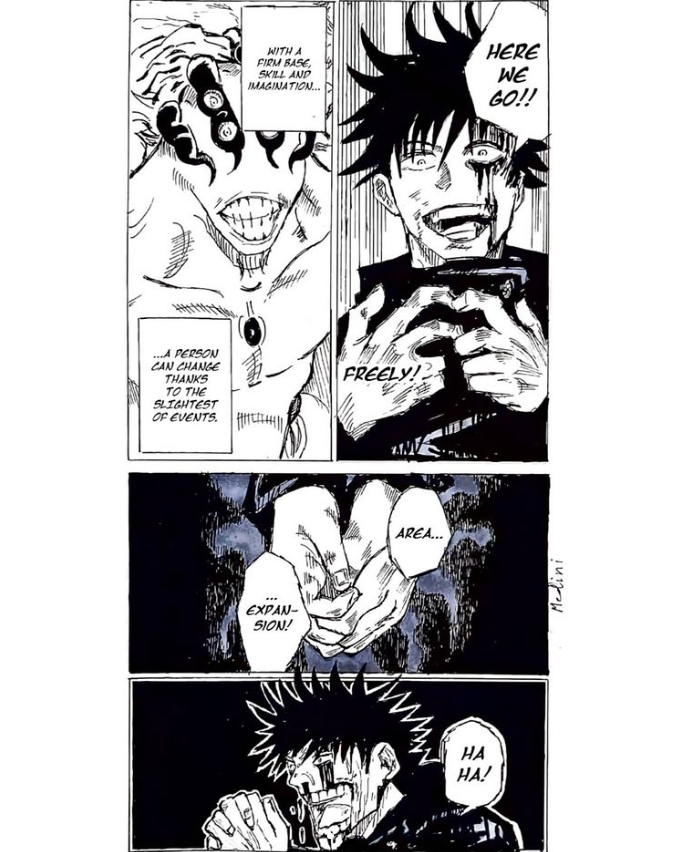 WITH A
FIRM BASE,
SKILL AND
IMAGINATION...
HERE
WE
GO!!
...A PERSON
CAN CHANGE
THANKS
TO THE
SLIGHTEST
OF EVENTS.
FREELY!
AREA...
...
EXPAN-
SION!
Melini
HA
HA!